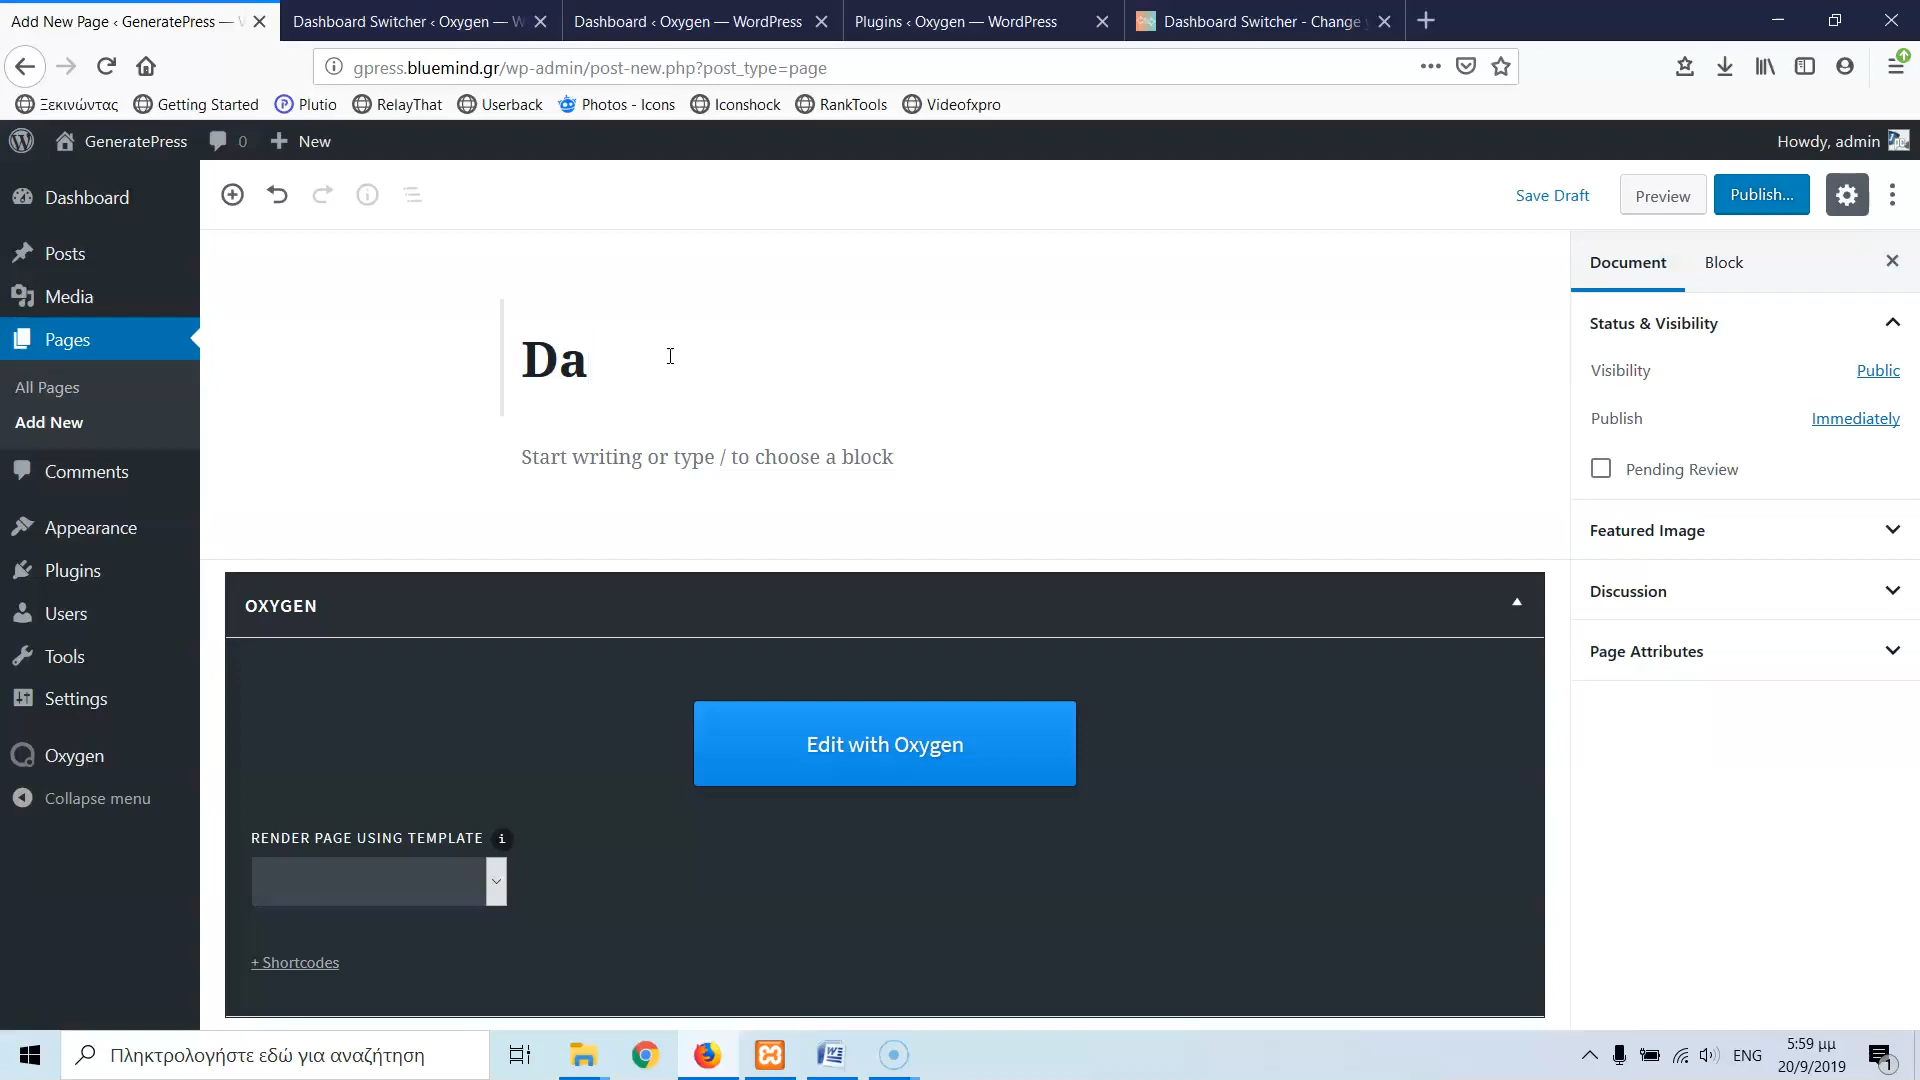 Add New Page ‹ GeneratePress —
Dashboard Switcher ‹ Oxygen — W
Dashboard ‹ Oxygen — WordPress
Plugins ‹ Oxygen — WordPress
Dashboard Switcher - Change
gpress.bluemind.gr/wp-admin/post-new.php?post_type=page
Ξεκινώντας
Getting Started
Plutio
RelayThat
Userback
Photos - Icons
Iconshock
RankTools
Videofxpro
GeneratePress
0
New
Howdy, admin
Dashboard
Posts
Media
Pages
All Pages
Add New
Comments
Appearance
Plugins
Users
Tools
Settings
Oxygen
Collapse menu
Save Draft
Preview
Publish...
Da
Start writing or type / to choose a block
Document
Block
Status & Visibility
Visibility
Public
Publish
Immediately
Pending Review
Featured Image
Discussion
Page Attributes
OXYGEN
Edit with Oxygen
RENDER PAGE USING TEMPLATE i
+ Shortcodes
Πληκτρολογήστε εδώ για αναζήτηση
ENG
5:59 μμ
20/9/2019
1